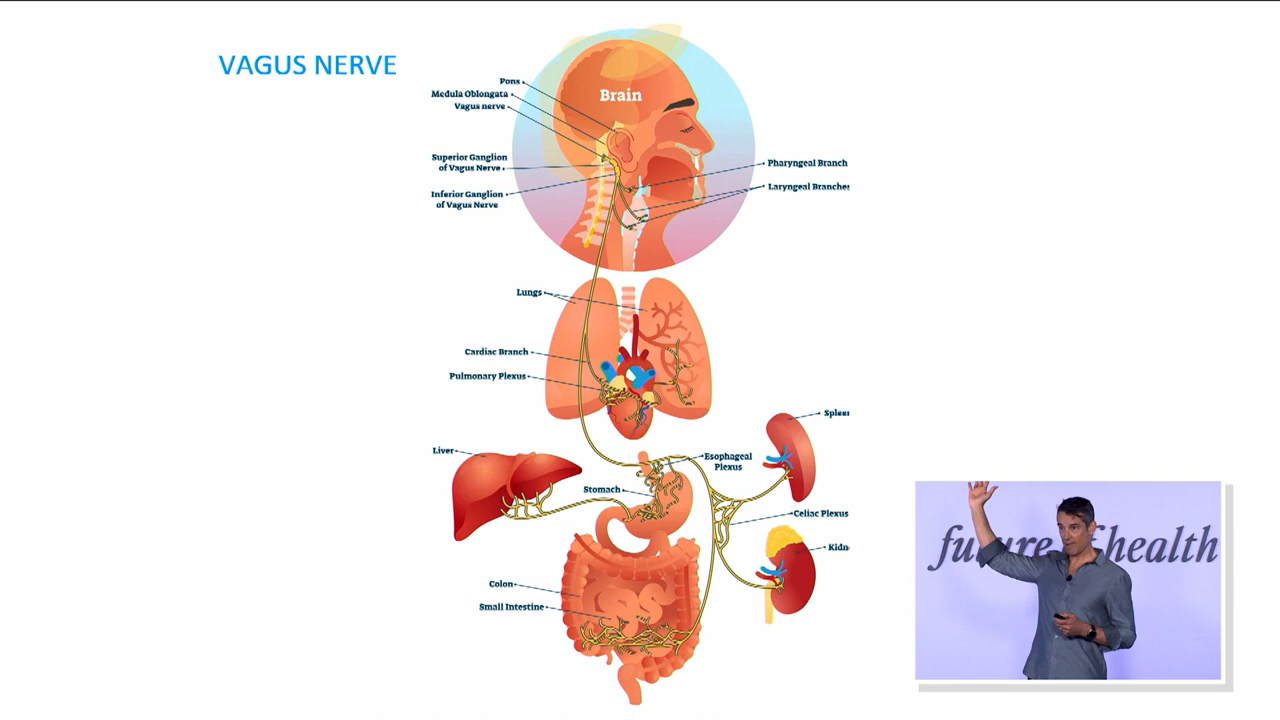 VAGUS NERVE
Pons
Medula Oblongata
Vagus nerve
Superior Ganglion
of Vagus Nerve
Inferior Ganglion
of Vagus Nerve
Brain
Pharyngeal Branch
Laryngeal Branches
Lungs
Cardiac Branch
Pulmonary Plexus
Liver
Stomach
Esophageal
Plexus
Spleen
Celiac Plexus
Kidn
Colon
Small Intestine
future of health